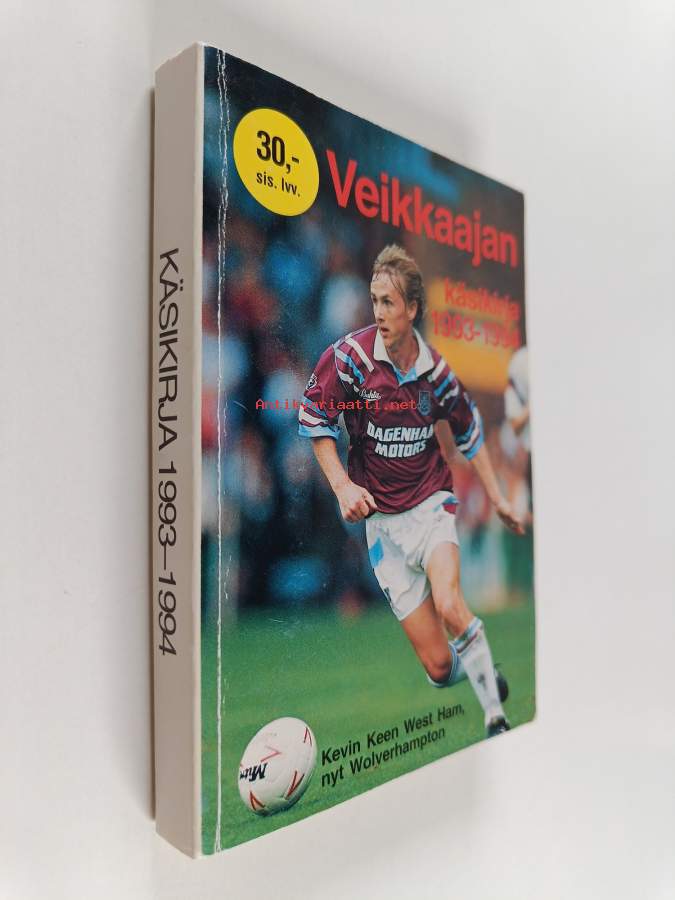 30,-
sis. lvv.
Veikkaajan
käsikirja
1993-1994
Antikvariaatti.net
DAGENHAM
MOTORS
Mitre
Kevin Keen West Ham,
nyt Wolverhampton
KÄSIKIRJA 1993–1994